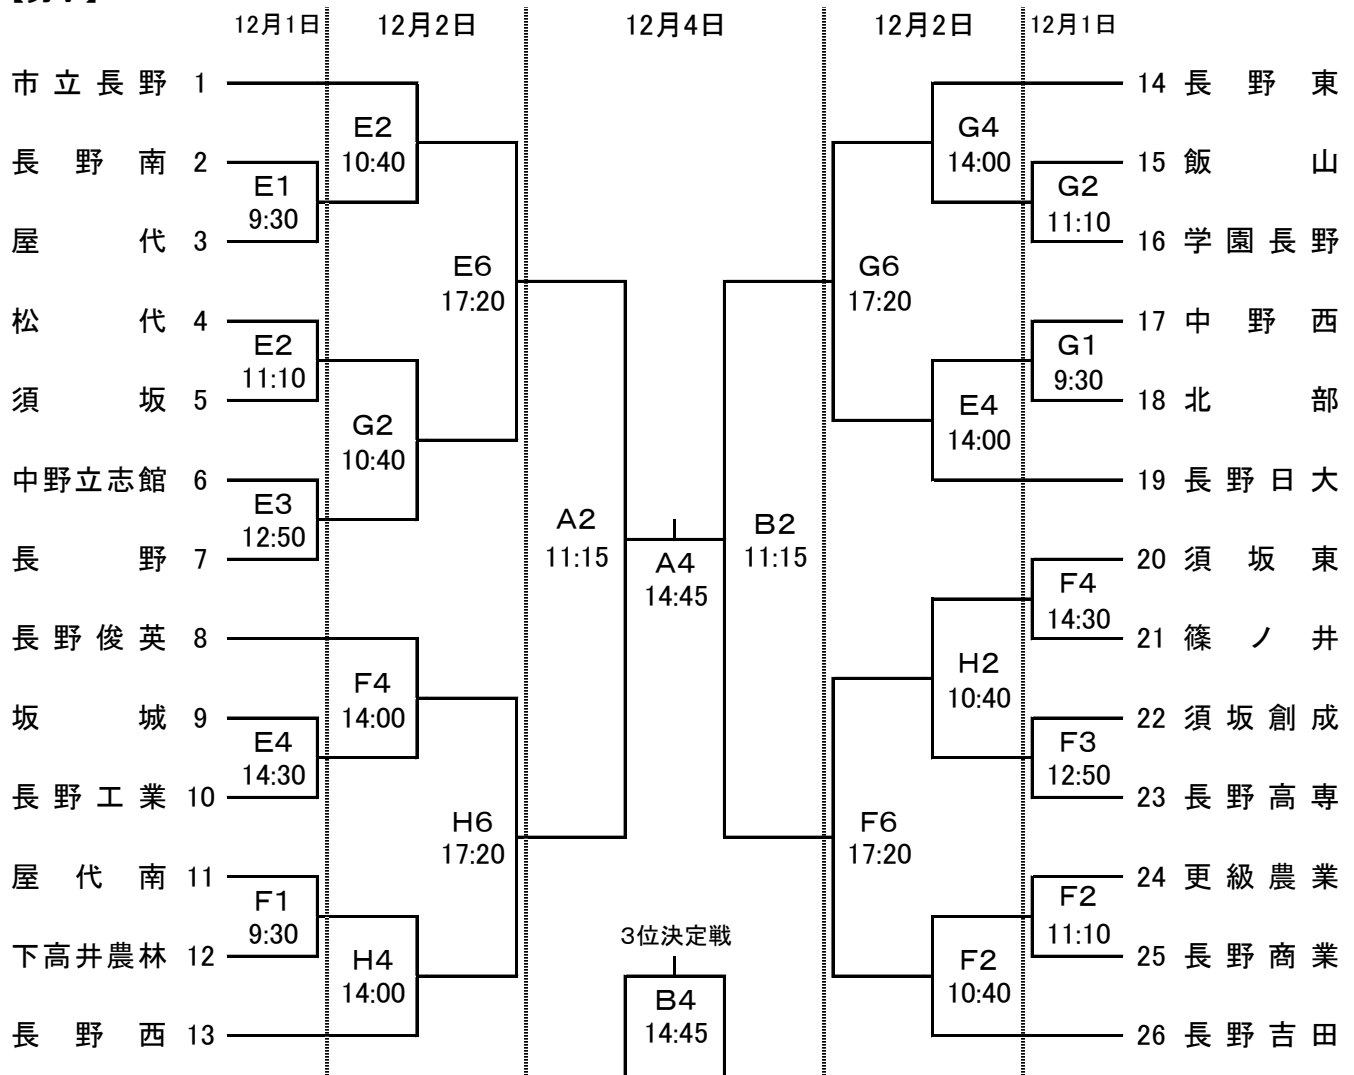 12月1日 12月2日 12月4日 12月2日 12月1日
市立長野 1
長野南 2
屋代 3
松代 4
須坂 5
中野立志館 6
長野 7
長野俊英 8
坂城 9
長野工業 10
屋代南 11
下高井農林 12
長野西 13
E1
9:30
E2
11:10
E3
12:50
E4
14:30
F1
9:30
E2
10:40
G2
10:40
F4
14:00
H4
14:00
E6
17:20
H6
17:20
A2
11:15
A4
14:45
3位決定戦
B4
14:45
B2
11:15
G6
17:20
F6
17:20
G4
14:00
E4
14:00
H2
10:40
F2
10:40
G2
11:10
G1
9:30
F4
14:30
F3
12:50
F2
11:10
14 長野東
15 飯山
16 学園長野
17 中野西
18 北部
19 長野日大
20 須坂東
21 篠ノ井
22 須坂創成
23 長野高専
24 更級農業
25 長野商業
26 長野吉田